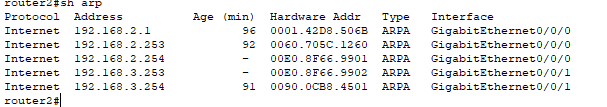 router2#sh arp
Protocol  Address          Age (min)  Hardware Addr   Type   Interface
Internet  192.168.2.1             96  0001.42D8.506B  ARPA   GigabitEthernet0/0/0
Internet  192.168.2.253           92  0060.705C.1260  ARPA   GigabitEthernet0/0/0
Internet  192.168.2.254           -   00E0.8F66.9901  ARPA   GigabitEthernet0/0/0
Internet  192.168.3.253           -   00E0.8F66.9902  ARPA   GigabitEthernet0/0/1
Internet  192.168.3.254           91  0090.0CB8.4501  ARPA   GigabitEthernet0/0/1
router2#